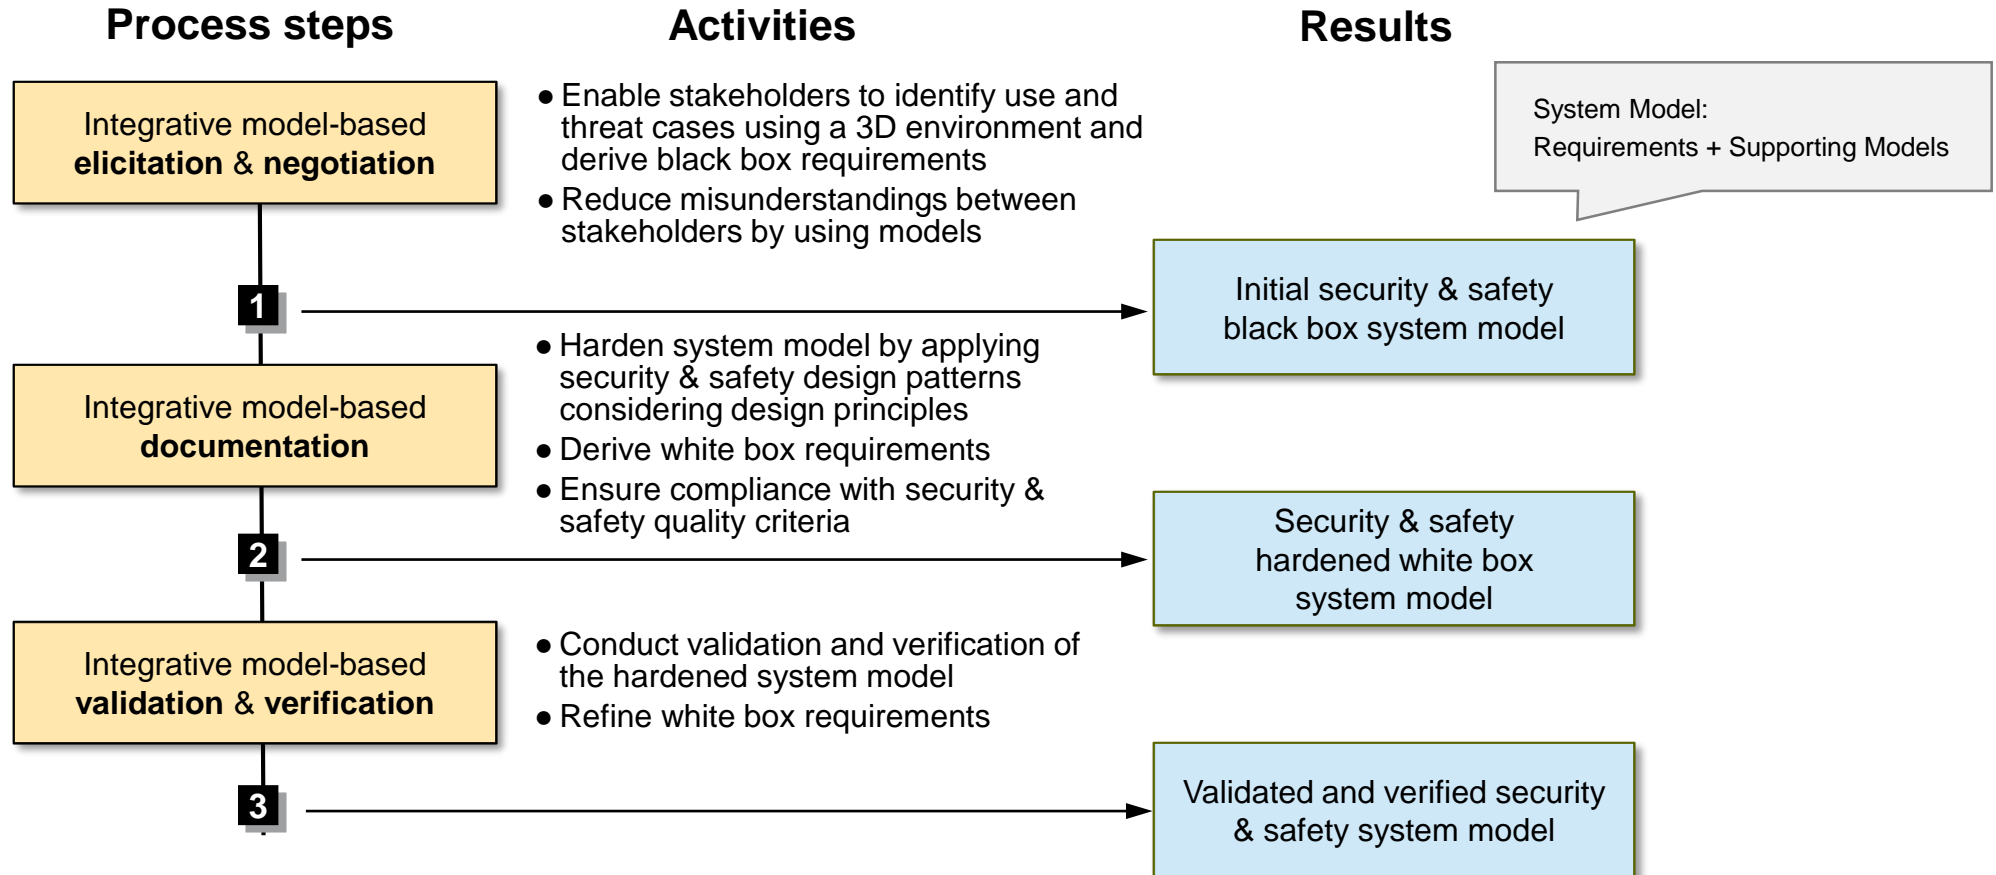 Process steps
Activities
Results
System Model:
Requirements + Supporting Models
Integrative model-based
elicitation & negotiation
● Enable stakeholders to identify use and
threat cases using a 3D environment and
derive black box requirements
● Reduce misunderstandings between
stakeholders by using models
1
Initial security & safety
black box system model
Integrative model-based
documentation
● Harden system model by applying
security & safety design patterns
considering design principles
● Derive white box requirements
● Ensure compliance with security &
safety quality criteria
2
Security & safety
hardened white box
system model
Integrative model-based
validation & verification
● Conduct validation and verification of
the hardened system model
● Refine white box requirements
3
Validated and verified security
& safety system model